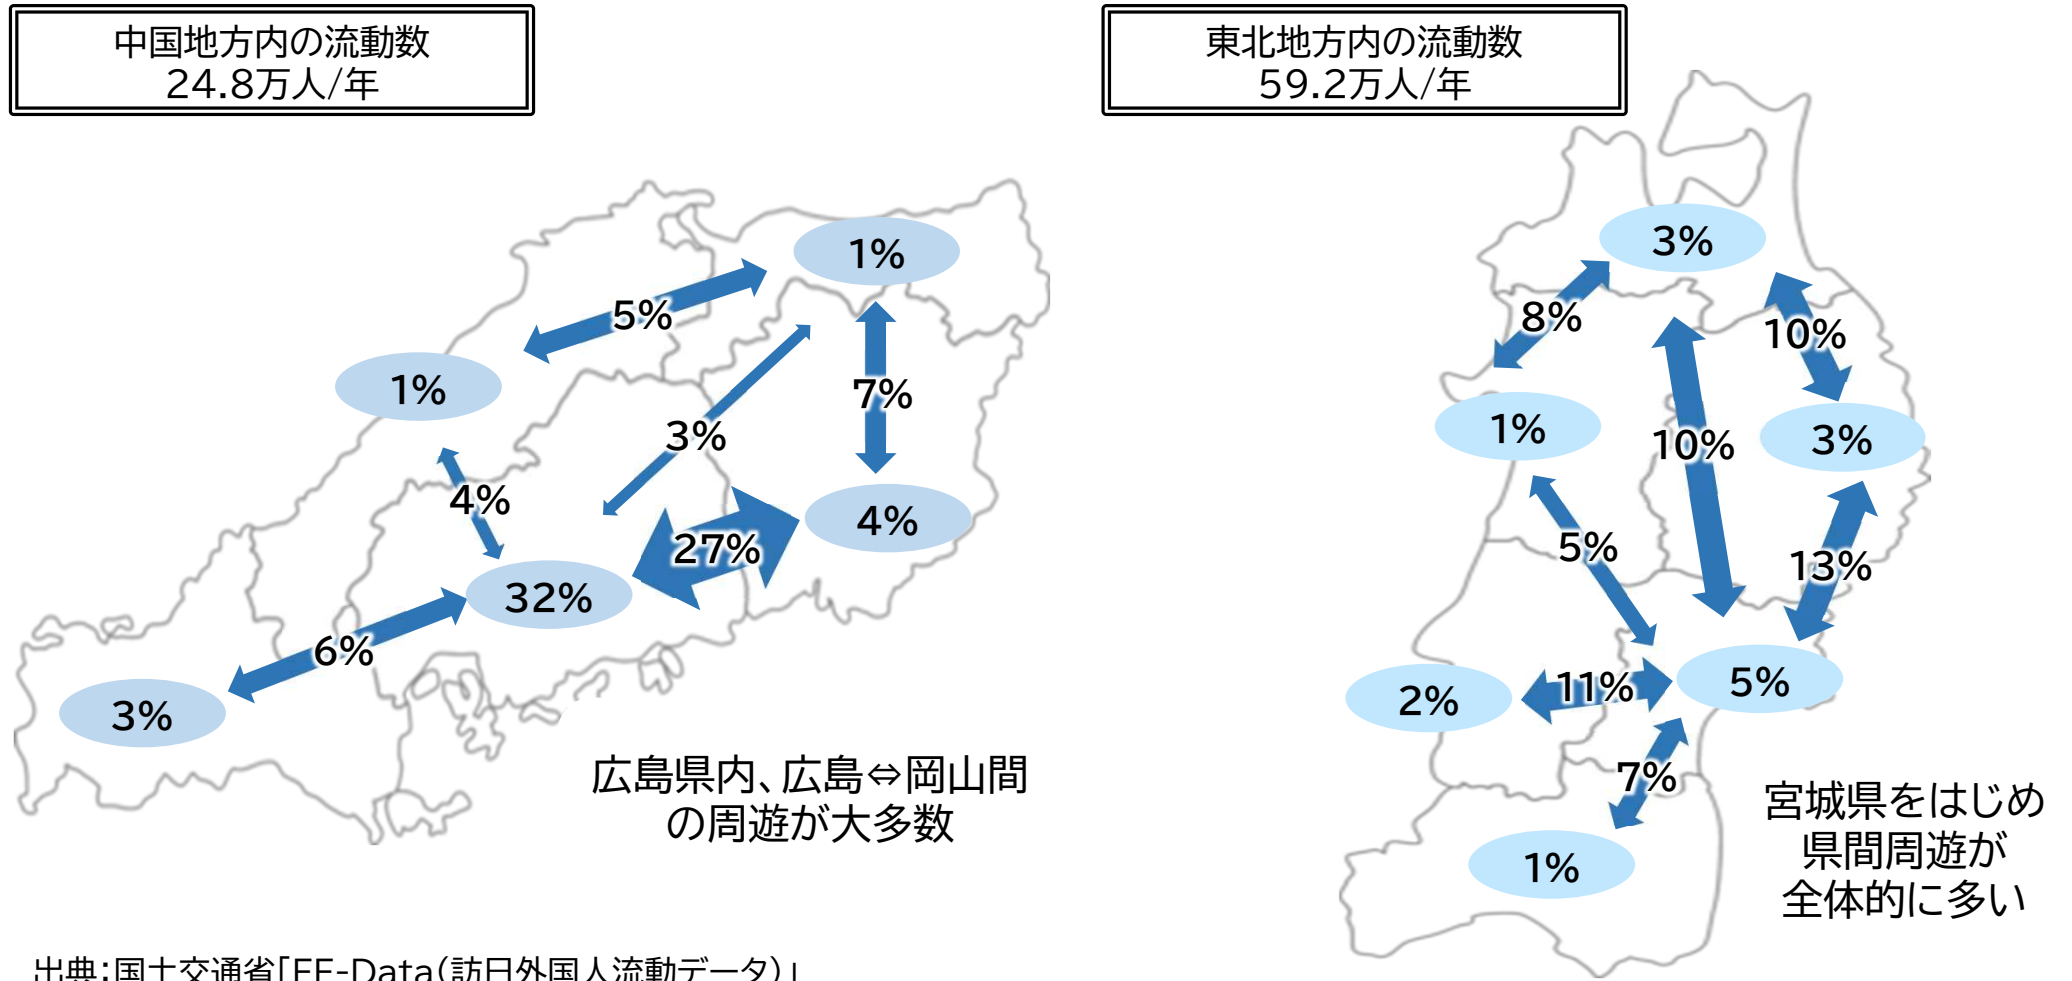 中国地方内の流動数
24.8万人/年
1%
5%
1%
7%
3%
4%
4%
27%
32%
6%
3%
広島県内、広島⇔岡山間
の周遊が大多数
出典:国土交通省「FF-Data(訪日外国人流動データ)」
東北地方内の流動数
59.2万人/年
3%
8%
10%
1%
10%
3%
5%
13%
2%
11%
5%
7%
1%
宮城県をはじめ
県間周遊が
全体的に多い